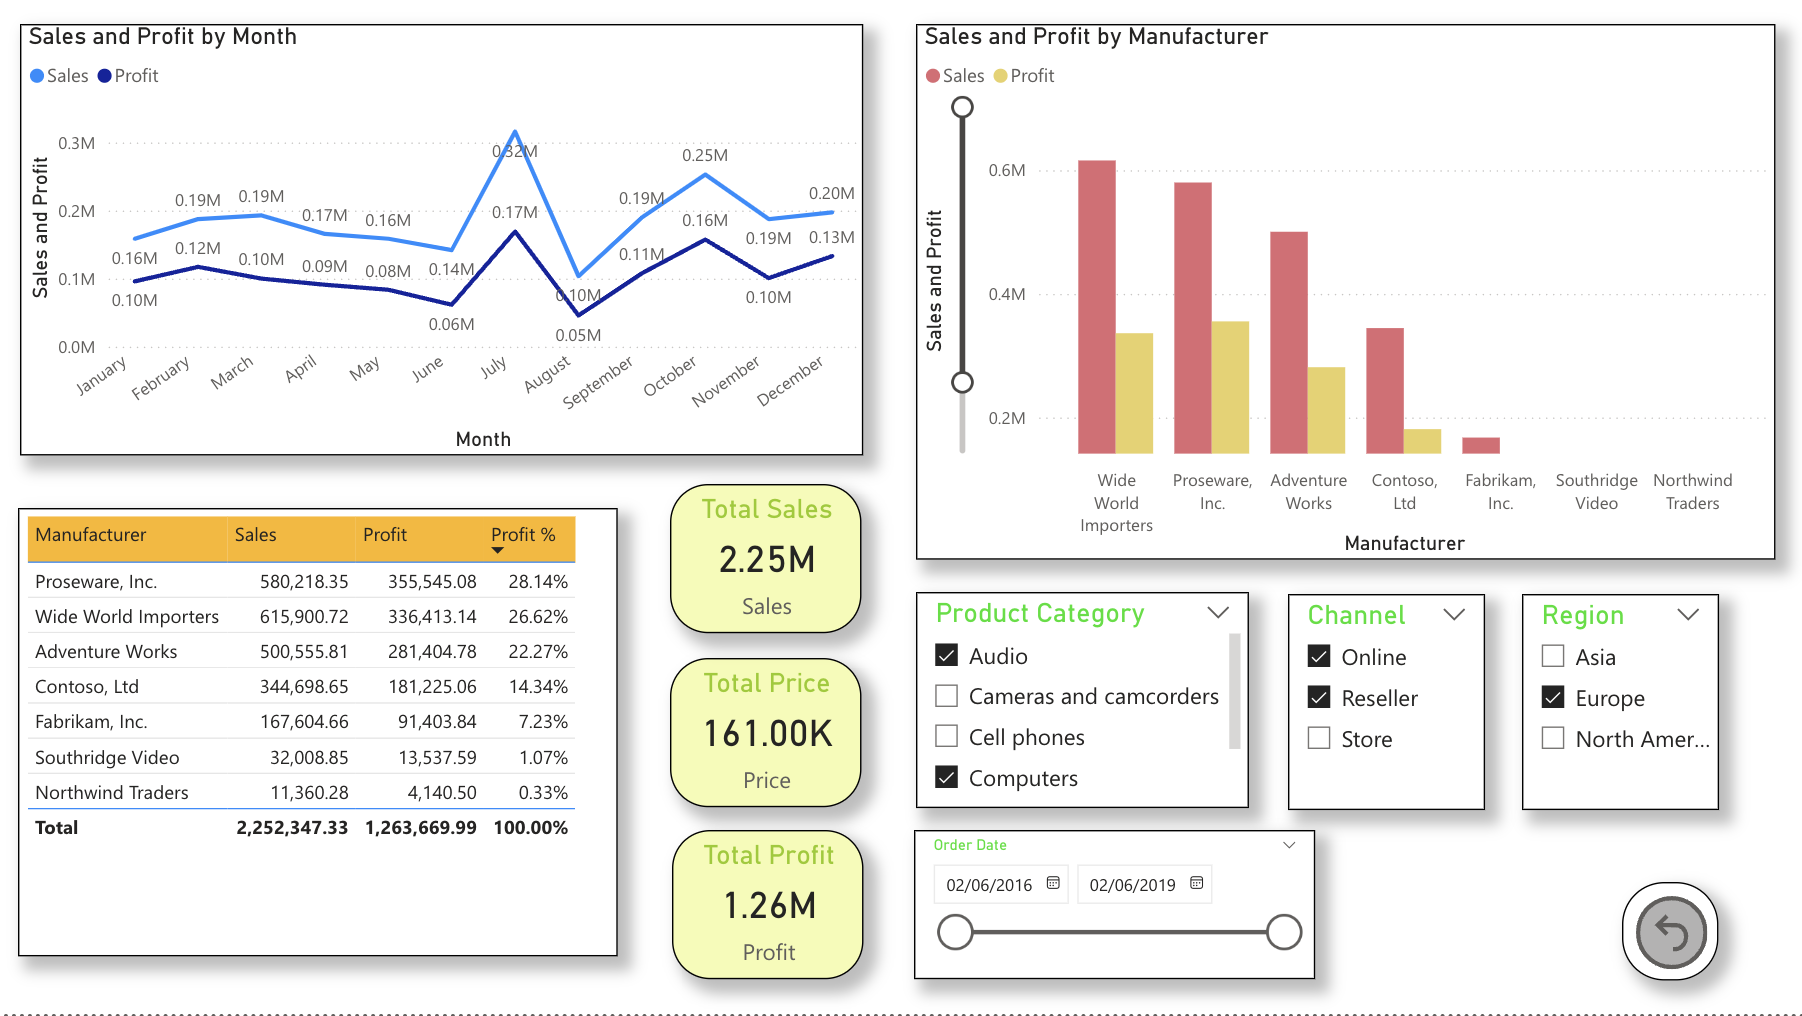 Sales and Profit by Month
Sales Profit
Sales and Profit
0.3M
0.2M
0.1M
0.0M
0.16M
0.19M
0.19M
0.17M
0.16M
0.14M
0.32M
0.10M
0.19M
0.25M
0.19M
0.20M
0.10M
0.12M
0.10M
0.09M
0.08M
0.06M
0.17M
0.05M
0.11M
0.16M
0.10M
0.13M
January
February
March
April
May
June
July
August
September
October
November
December
Month
Sales and Profit by Manufacturer
Sales Profit
Sales and Profit
0.6M
0.4M
0.2M
Wide
World
Importers
Proseware,
Inc.
Adventure
Works
Contoso,
Ltd
Fabrikam,
Inc.
Southridge
Video
Northwind
Traders
Manufacturer
Manufacturer Sales Profit Profit %
Proseware, Inc. 580,218.35 355,545.08 28.14%
Wide World Importers 615,900.72 336,413.14 26.62%
Adventure Works 500,555.81 281,404.78 22.27%
Contoso, Ltd 344,698.65 181,225.06 14.34%
Fabrikam, Inc. 167,604.66 91,403.84 7.23%
Southridge Video 32,008.85 13,537.59 1.07%
Northwind Traders 11,360.28 4,140.50 0.33%
Total 2,252,347.33 1,263,669.99 100.00%
Total Sales
2.25M
Sales
Total Price
161.00K
Price
Total Profit
1.26M
Profit
Product Category
Audio
Cameras and camcorders
Cell phones
Computers
Channel
Online
Reseller
Store
Region
Asia
Europe
North Amer...
Order Date
02/06/2016 02/06/2019